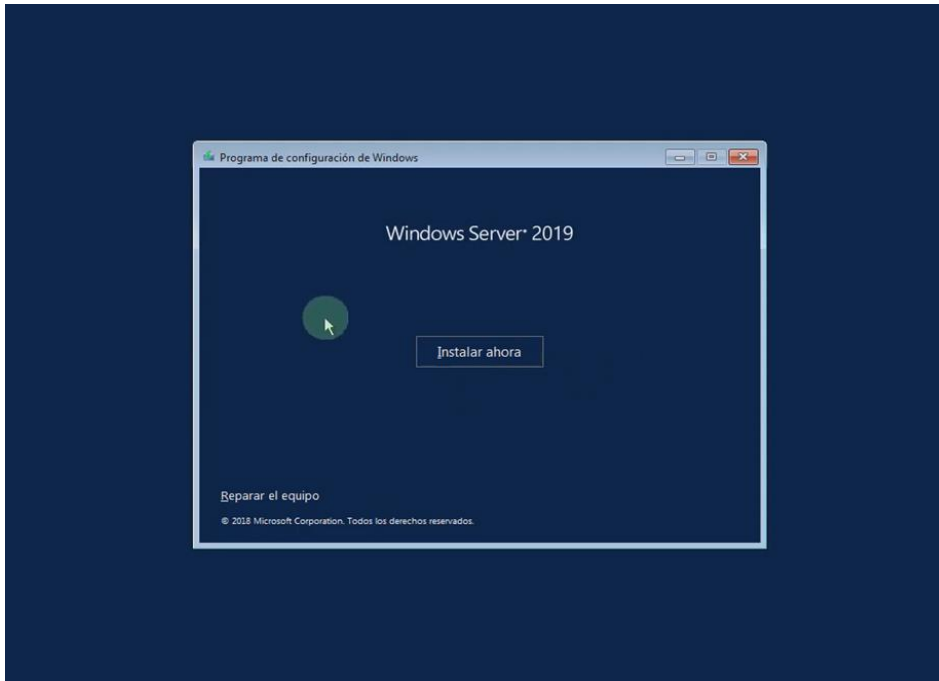 Programa de configuración de Windows
Windows Server® 2019
Instalar ahora
Reparar el equipo
© 2018 Microsoft Corporation. Todos los derechos reservados.